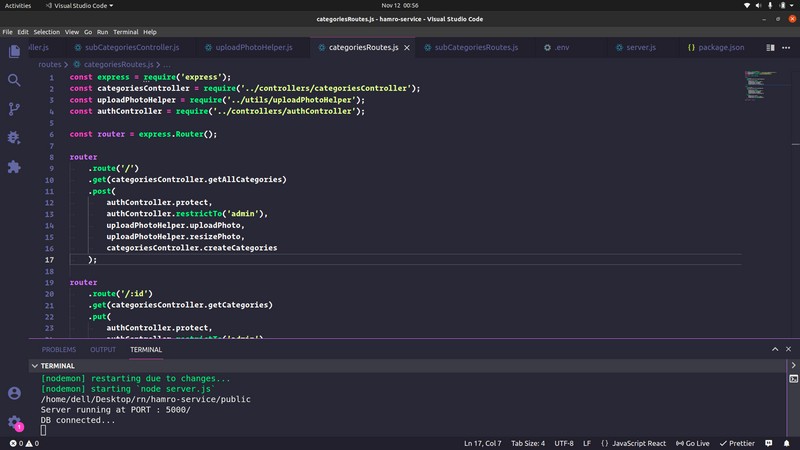 Activities
Visual Studio Code
Nov 12 00:56
categoriesRoutes.js - hamro-service - Visual Studio Code
File Edit Selection View Go Run Terminal Help
ller.js subCategoriesController.js uploadPhotoHelper.js categoriesRoutes.js subCategoriesRoutes.js .env server.js package.json
routes > categoriesRoutes.js > ...
1 const express = require('express');
2 const categoriesController = require('../controllers/categoriesController');
3 const uploadPhotoHelper = require('../utils/uploadPhotoHelper');
4 const authController = require('../controllers/authController');
5
6 const router = express.Router();
7
8 router
9 .route('/')
10 .get(categoriesController.getAllCategories)
11 .post(
12 authController.protect,
13 authController.restrictTo('admin'),
14 uploadPhotoHelper.uploadPhoto,
15 uploadPhotoHelper.resizePhoto,
16 categoriesController.createCategories
17 );
18
19 router
20 .route('/:id')
21 .get(categoriesController.getCategories)
22 .put(
23 authController.protect,
authController.restrictTo('admin')
PROBLEMS OUTPUT TERMINAL
TERMINAL
[nodemon] restarting due to changes...
[nodemon] starting `node server.js`
/home/dell/Desktop/rn/hamro-service/public
Server running at PORT : 5000/
DB connected...
1
0 0 Ln 17, Col 7 Tab Size: 4 UTF-8 LF {} JavaScript React Go Live Prettier